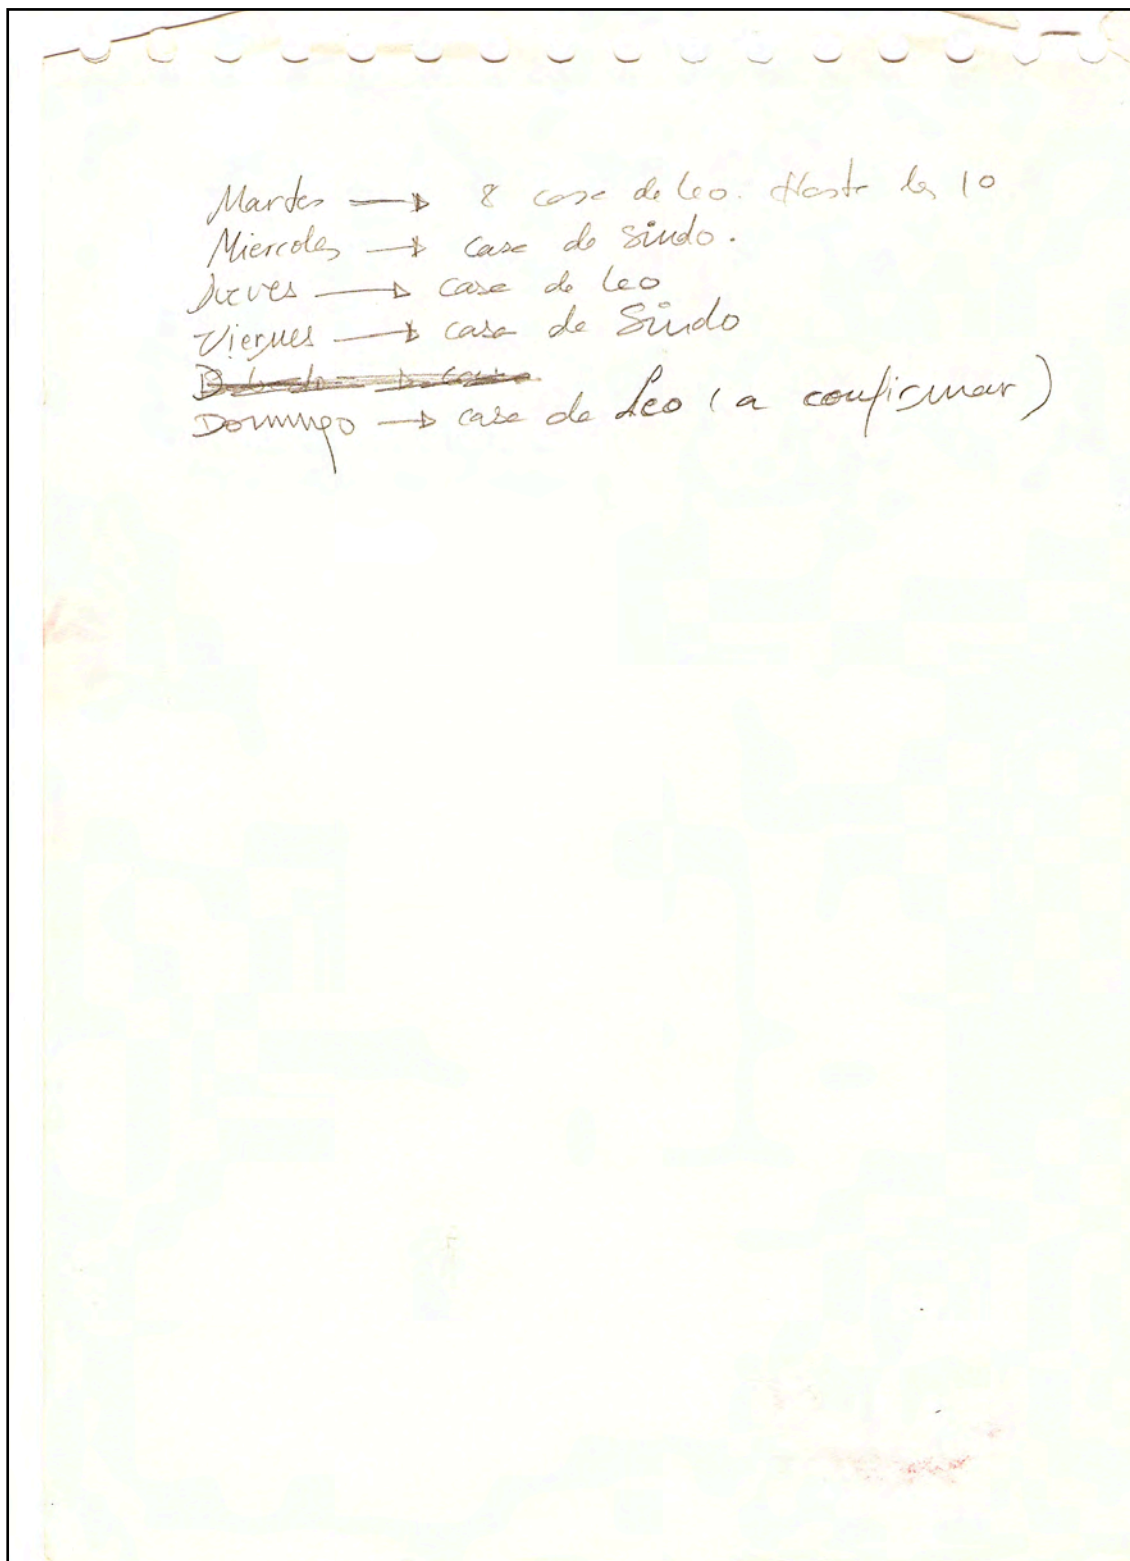 Martes → 8 casa de Leo. Hasta las 10
Miercoles → casa de Sindo.
Jueves → casa de Leo
Viernes → casa de Sindo
Domingo → casa de Leo (a confirmar)